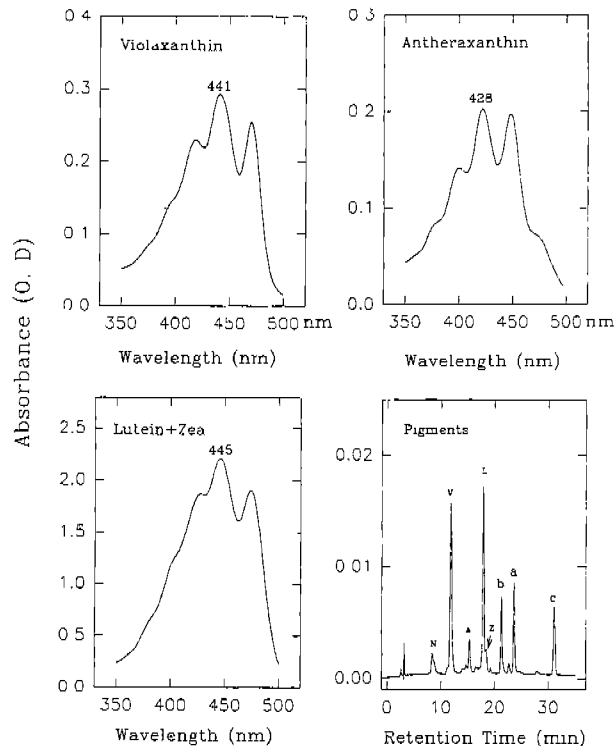 Absorbance (O. D)
0.4
0.3
0.2
0.1
0.0
Violaxanthin
441
350 400 450 500 nm
Wavelength (nm)
0.3
0.2
0.1
0.0
Antheraxanthin
428
350 400 450 500 nm
Wavelength (nm)
2.5
2.0
1.5
1.0
0.5
0.0
Lutein+Zea
445
350 400 450 500
Wavelength (nm)
0.02
0.01
0.00
Pigments
N
V
A
L
Z
b
a
c
0 10 20 30
Retention Time (min)